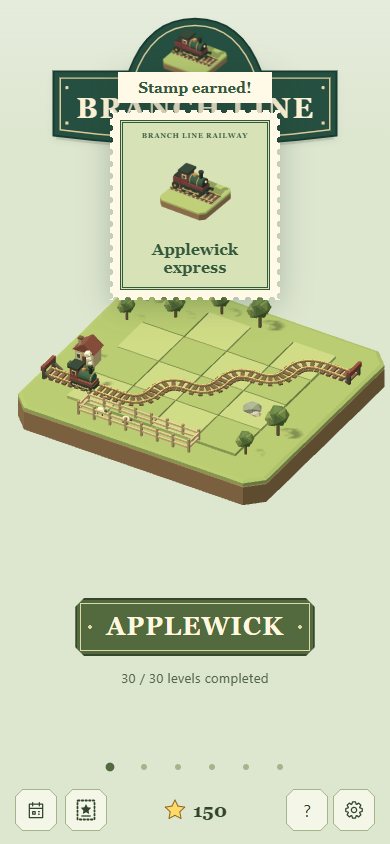 Stamp earned!
BRANCH LINE
BRANCH LINE RAILWAY
Applewick
express
APPLEWICK
30 / 30 levels completed
150
?